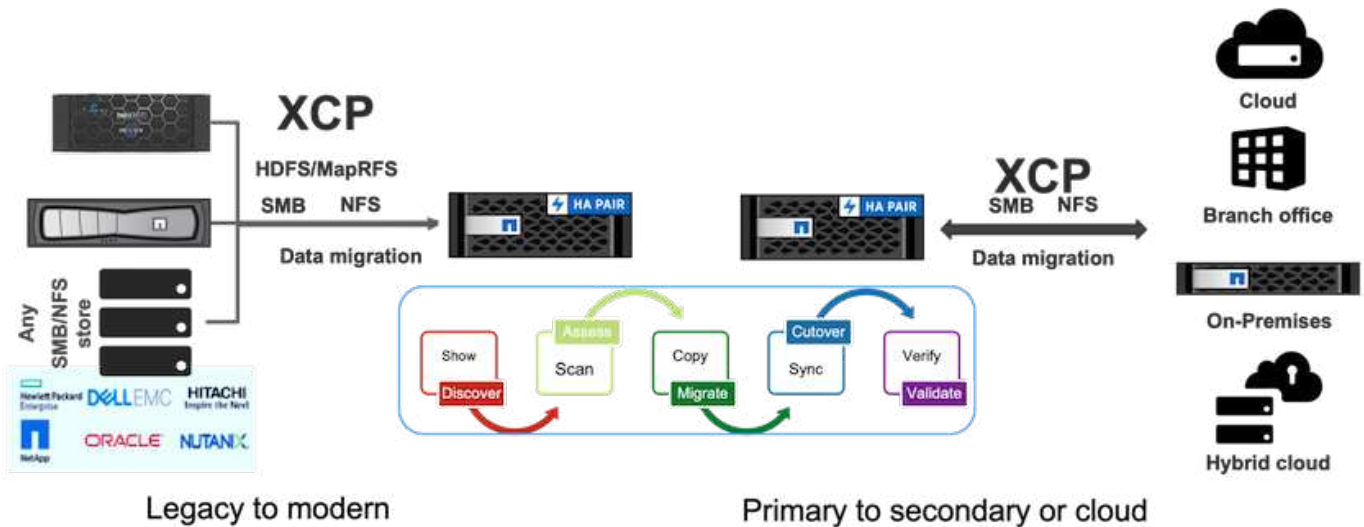 XCP
HDFS/MapRFS
SMB NFS
Data migration
HA PAIR
Any
SMB/NFS
store
Hewlett Packard
Enterprise
DELLEMC
HITACHI
Inspire the Next
NetApp
ORACLE
NUTANIX
Legacy to modern
HA PAIR
XCP
SMB NFS
Data migration
Cloud
Branch office
On-Premises
Hybrid cloud
Show
Discover
Assess
Scan
Copy
Migrate
Cutover
Sync
Verify
Validate
Primary to secondary or cloud